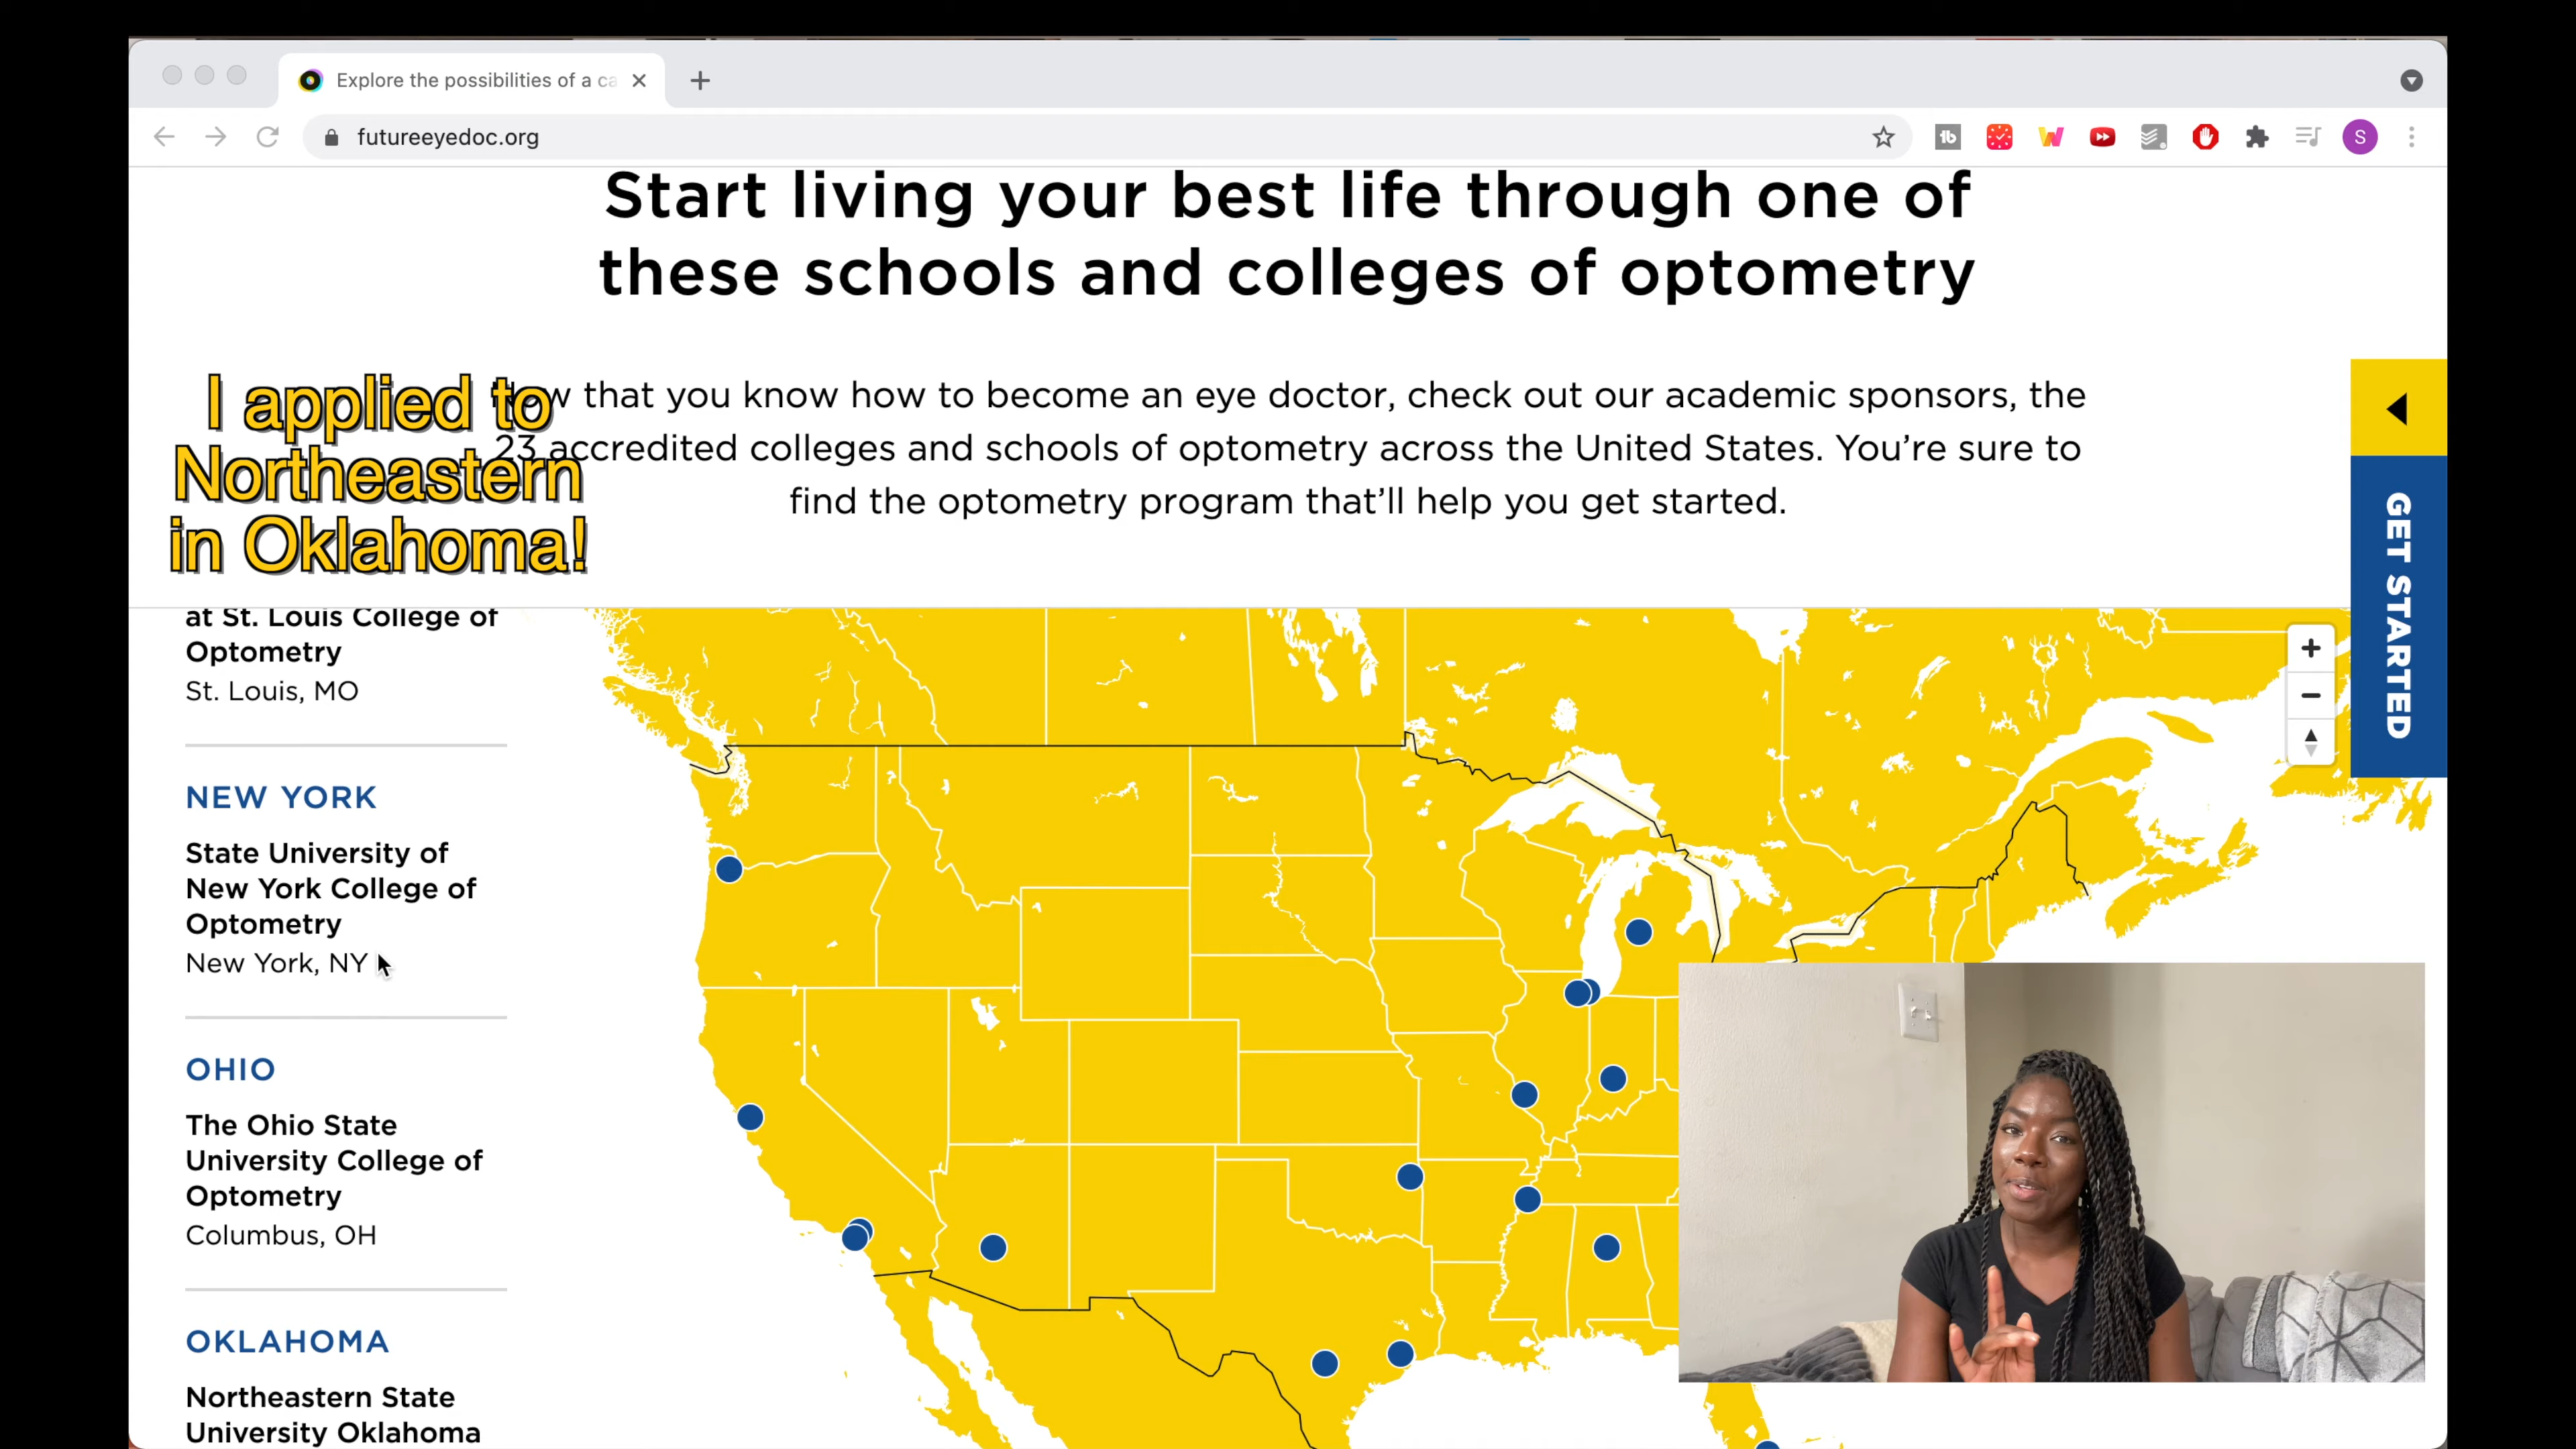 Explore the possibilities of a ca
futureeyedoc.org
S
Start living your best life through one of
these schools and colleges of optometry
I applied to
Northeastern
in Oklahoma!
that you know how to become an eye doctor, check out our academic sponsors, the
23 accredited colleges and schools of optometry across the United States. You're sure to
find the optometry program that'll help you get started.
GET STARTED
at St. Louis College of
Optometry
St. Louis, MO
NEW YORK
State University of
New York College of
Optometry
New York, NY
OHIO
The Ohio State
University College of
Optometry
Columbus, OH
OKLAHOMA
Northeastern State
University Oklahoma